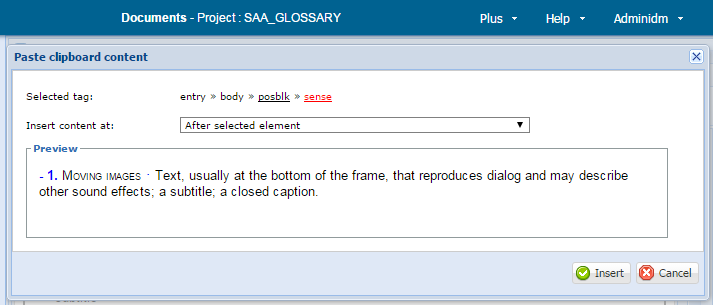 Documents - Project : SAA_GLOSSARY Plus Help Adminidm
Paste clipboard content
Selected tag: entry » body » posblk » sense
Insert content at: After selected element
Preview
- 1. MOVING IMAGES · Text, usually at the bottom of the frame, that reproduces dialog and may describe
other sound effects; a subtitle; a closed caption.
Insert Cancel